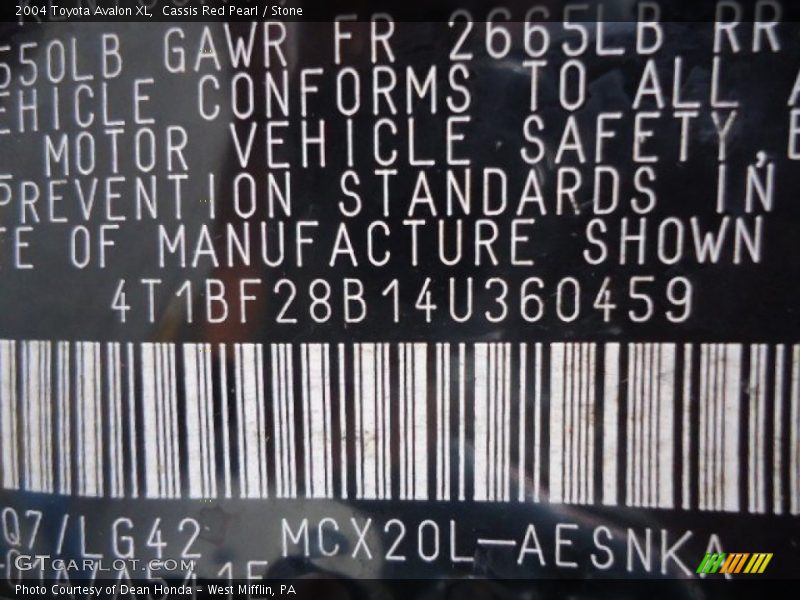 2004 Toyota Avalon XL, Cassis Red Pearl / Stone
550LB GAWR FR 2665LB RR
EHICLE CONFORMS TO ALL A
MOTOR VEHICLE SAFETY,
PREVENTION STANDARDS IN
TE OF MANUFACTURE SHOWN
4T1BF28B14U360459
Q7/LG42 MCX20L-AESNKA
GTcarlot.com
Photo Courtesy of Dean Honda - West Mifflin, PA